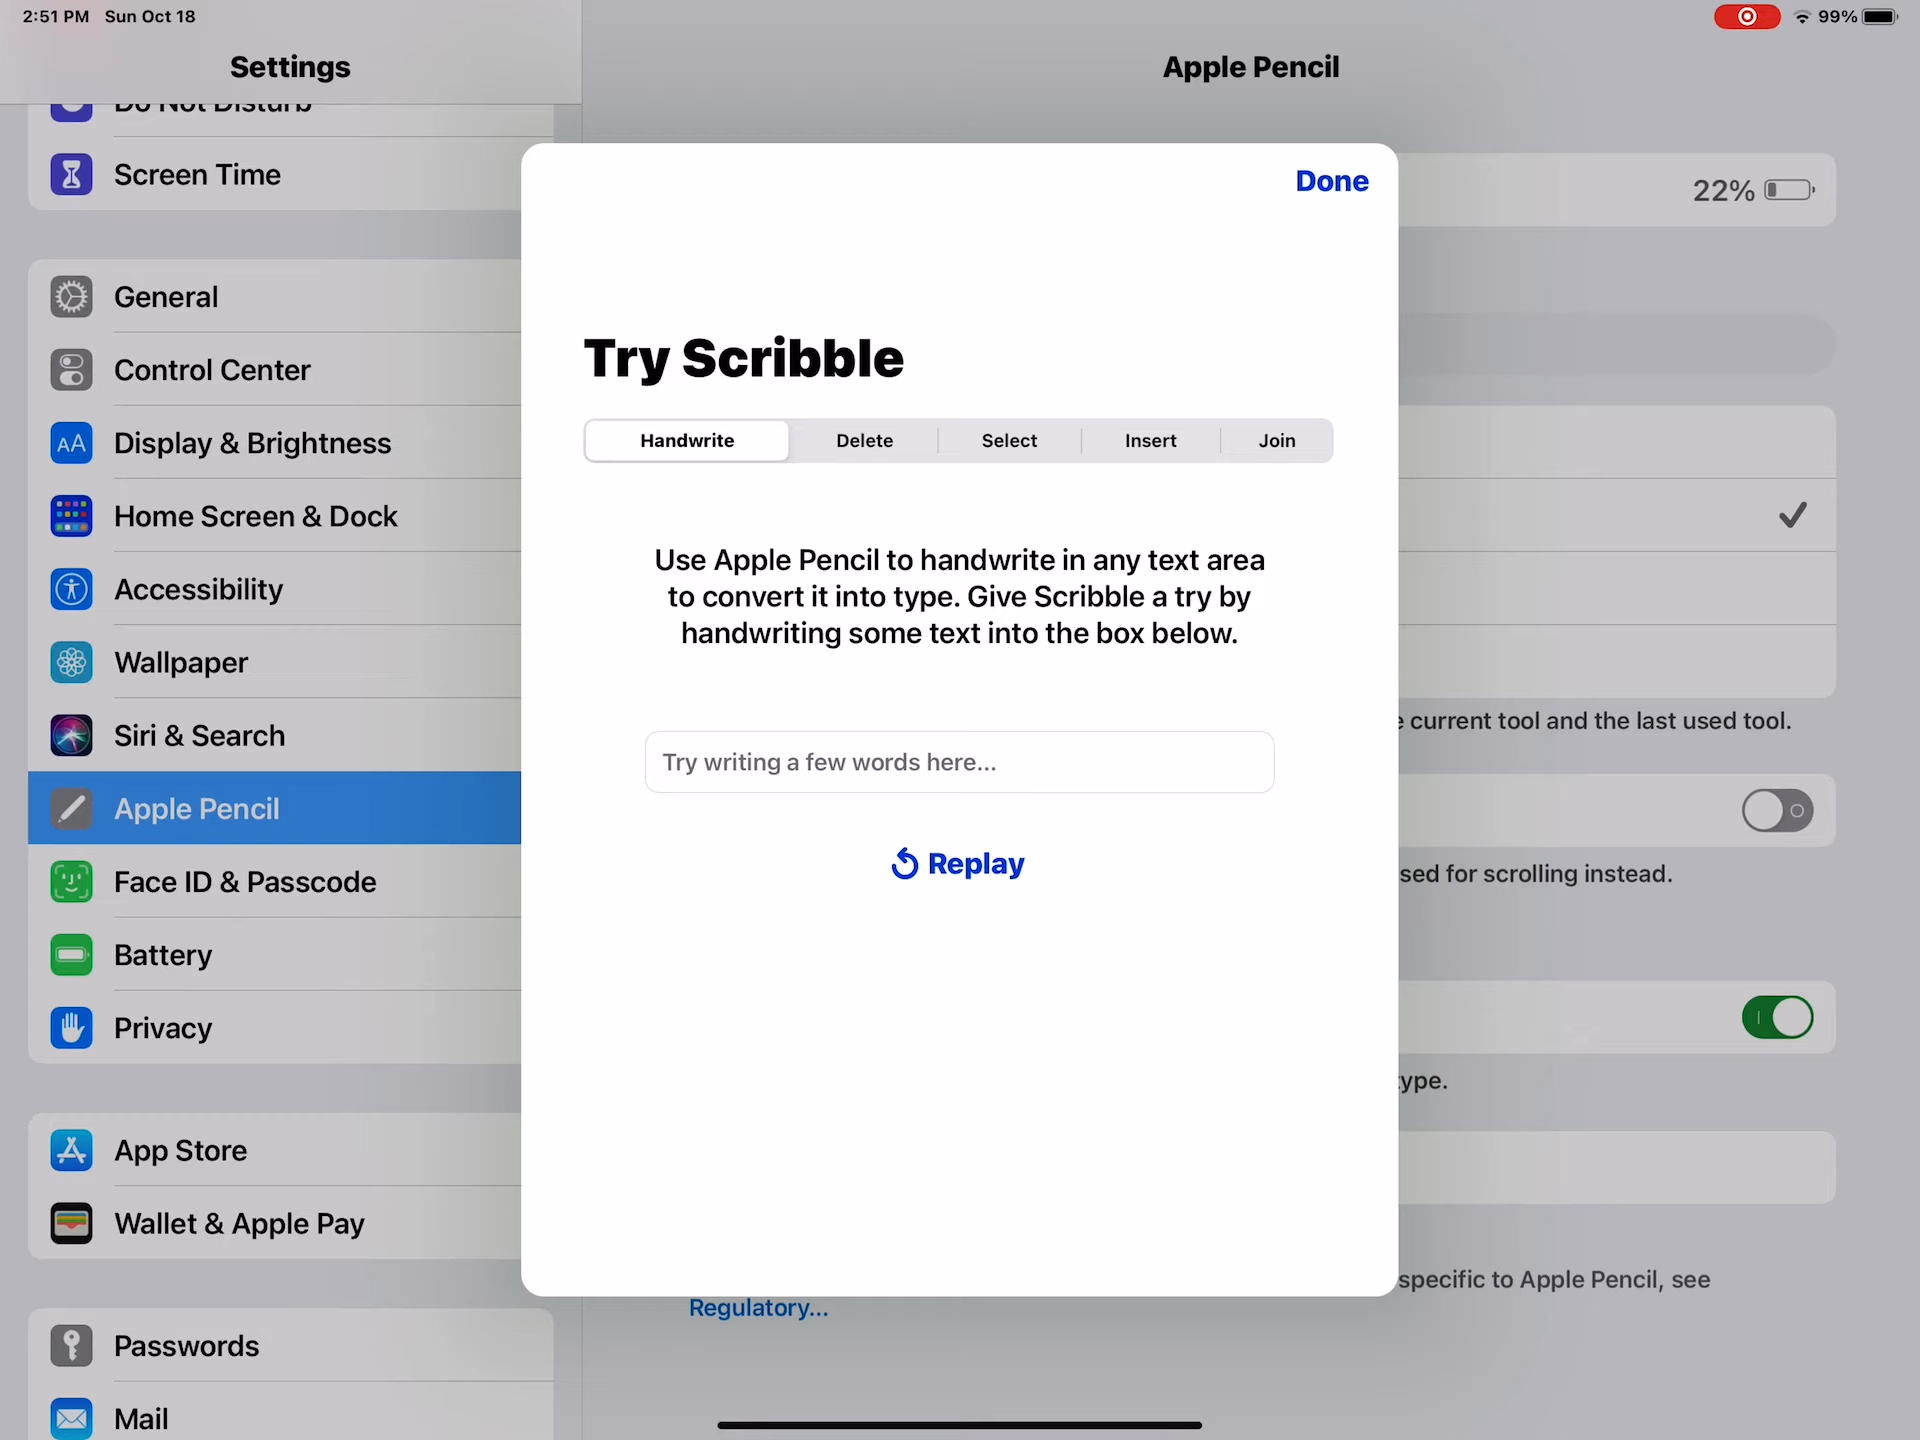 2:51 PM Sun Oct 18
99%
Settings
Apple Pencil
Do Not Disturb
Screen Time
General
Control Center
Display & Brightness
Home Screen & Dock
Accessibility
Wallpaper
Siri & Search
Apple Pencil
Face ID & Passcode
Battery
Privacy
App Store
Wallet & Apple Pay
Passwords
Mail
Done
Try Scribble
Handwrite Delete Select Insert Join
Use Apple Pencil to handwrite in any text area
to convert it into type. Give Scribble a try by
handwriting some text into the box below.
Try writing a few words here...
Replay
22%
current tool and the last used tool.
sed for scrolling instead.
ype.
specific to Apple Pencil, see
Regulatory...